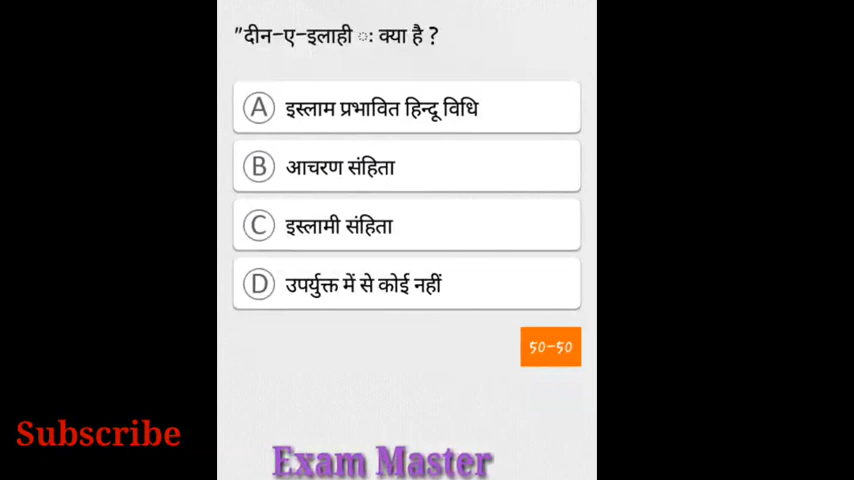 "दीन-ए-इलाही ः क्या है ?
A इस्लाम प्रभावित हिन्दू विधि
B आचरण संहिता
C इस्लामी संहिता
D उपर्युक्त में से कोई नहीं
50-50
Subscribe
Exam Master